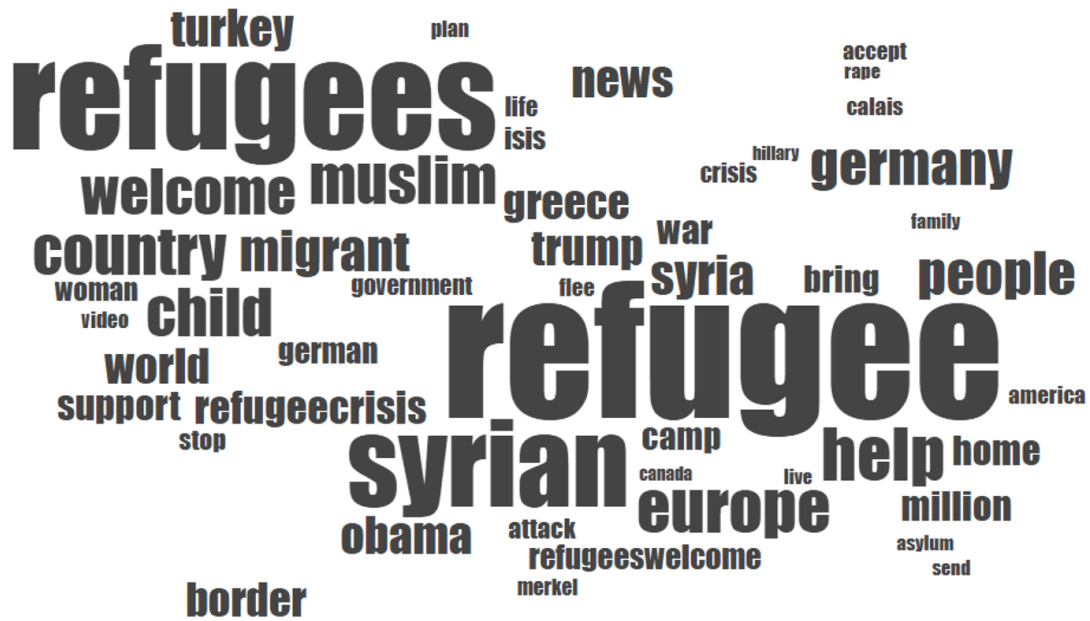 turkey
plan
accept
rape
refugees
news
life
calais
isis
hillary
crisis
germany
welcome
muslim
greece
family
country
migrant
trump
war
woman
government
flee
syria
bring
people
video
child
refugee
world
german
america
support
refugeecrisis
stop
syrian
camp
help
home
canada
live
europe
million
obama
attack
refugeeswelcome
asylum
send
merkel
border